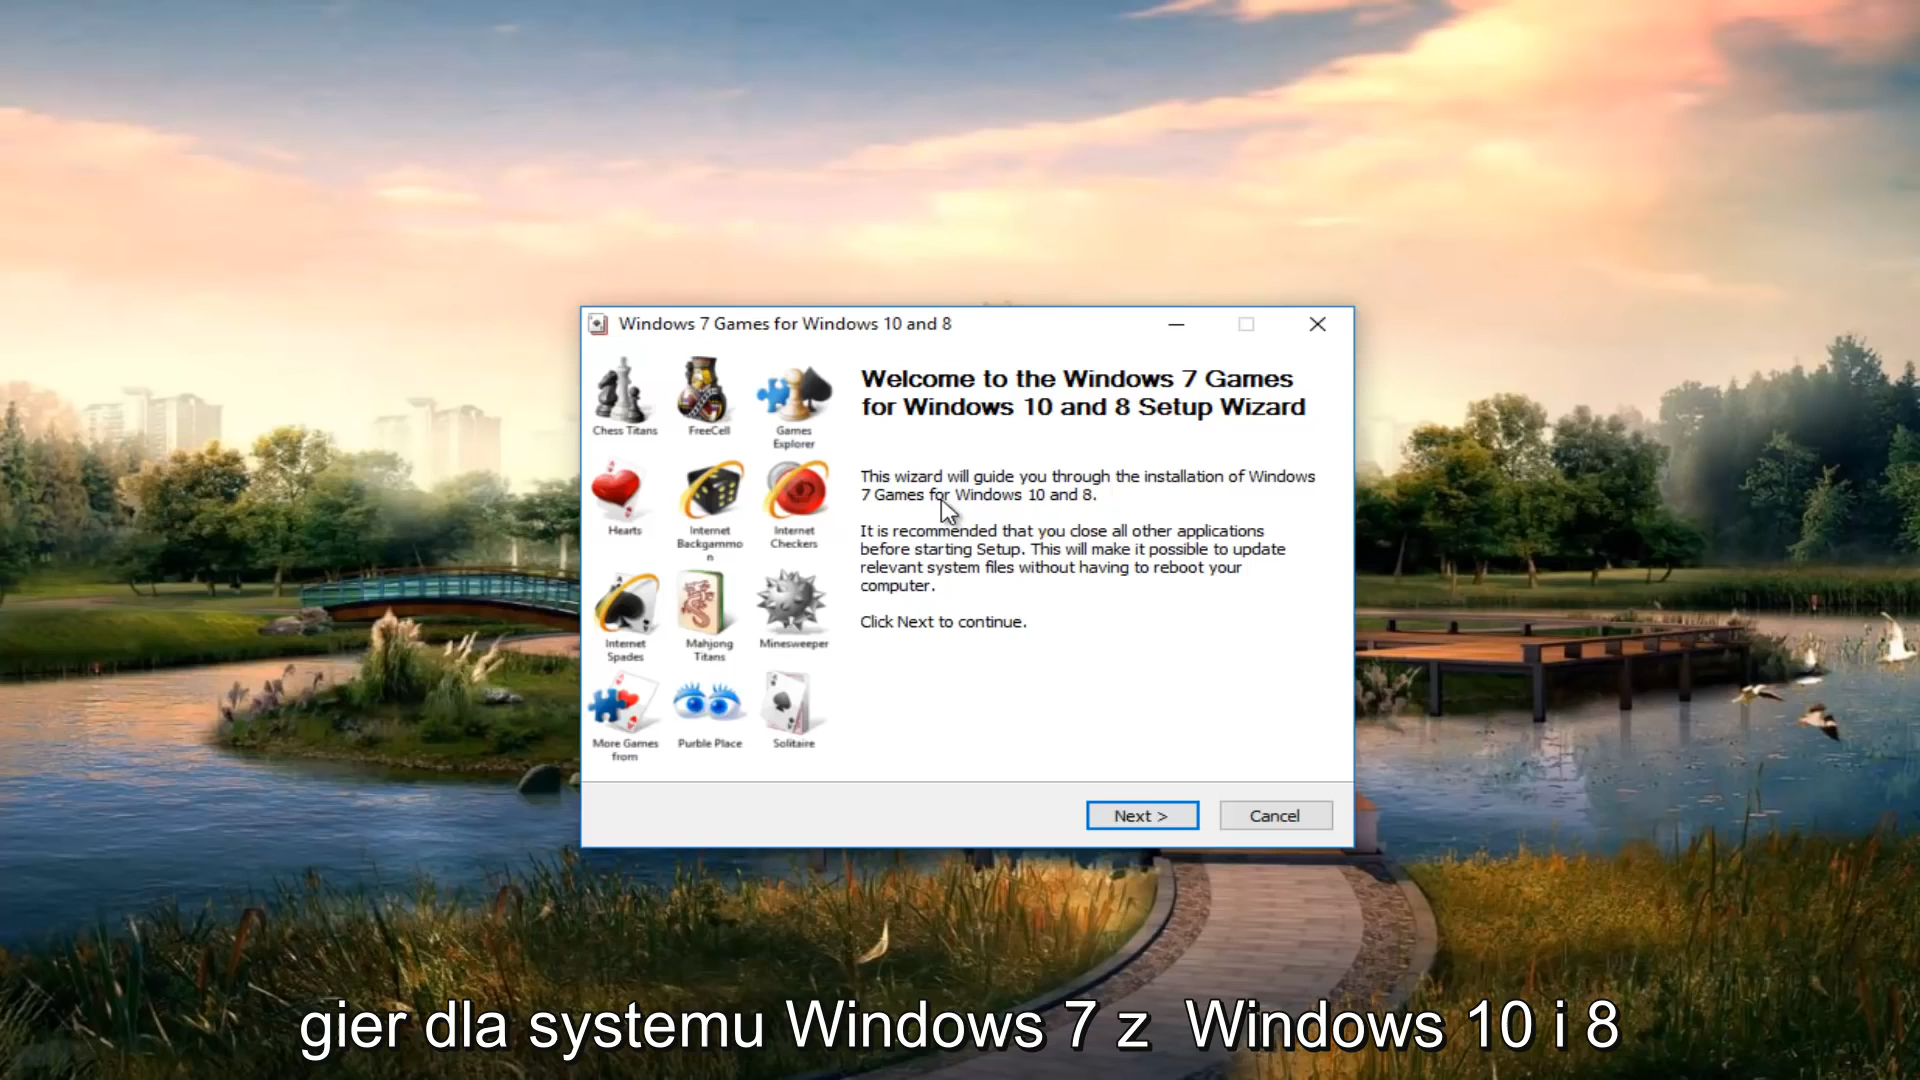 Windows 7 Games for Windows 10 and 8
Chess Titans
FreeCell
Games
Explorer
Hearts
Internet
Backgammo
n
Internet
Checkers
Internet
Spades
Mahjong
Titans
Minesweeper
More Games
from
Purble Place
Solitaire
Welcome to the Windows 7 Games
for Windows 10 and 8 Setup Wizard
This wizard will guide you through the installation of Windows
7 Games for Windows 10 and 8.
It is recommended that you close all other applications
before starting Setup. This will make it possible to update
relevant system files without having to reboot your
computer.
Click Next to continue.
Next >
Cancel
gier dla systemu Windows 7 z Windows 10 i 8